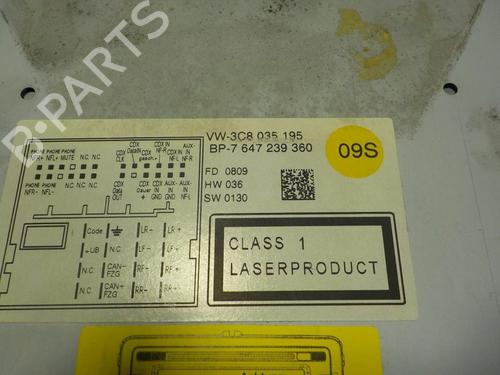 B-PARTS
VW-3C8 035 195
BP-7 647 239 360
09S
FD 0809
HW 036
SW 0130
CLASS 1
LASERPRODUCT
PHONE PHONE PHONE
NFR+ NFL+ MUTE N.C. N.C.
CDX CLK
CDX DataIN
CDX gesch.+
CDX IN NF-R
CDX IN NF-L
AUX-IN NF-R
PHONE PHONE
NFR- NFL- N.C. N.C. N.C.
CDX Data OUT
CDX Dauer +
CDX IN GND
AUX-IN GND
AUX-IN NF-L
Code LR- LR+
+UB N.C. LF- LF+
N.C. CAN-FZG RF- RF+
N.C. CAN+FZG RR- RR+